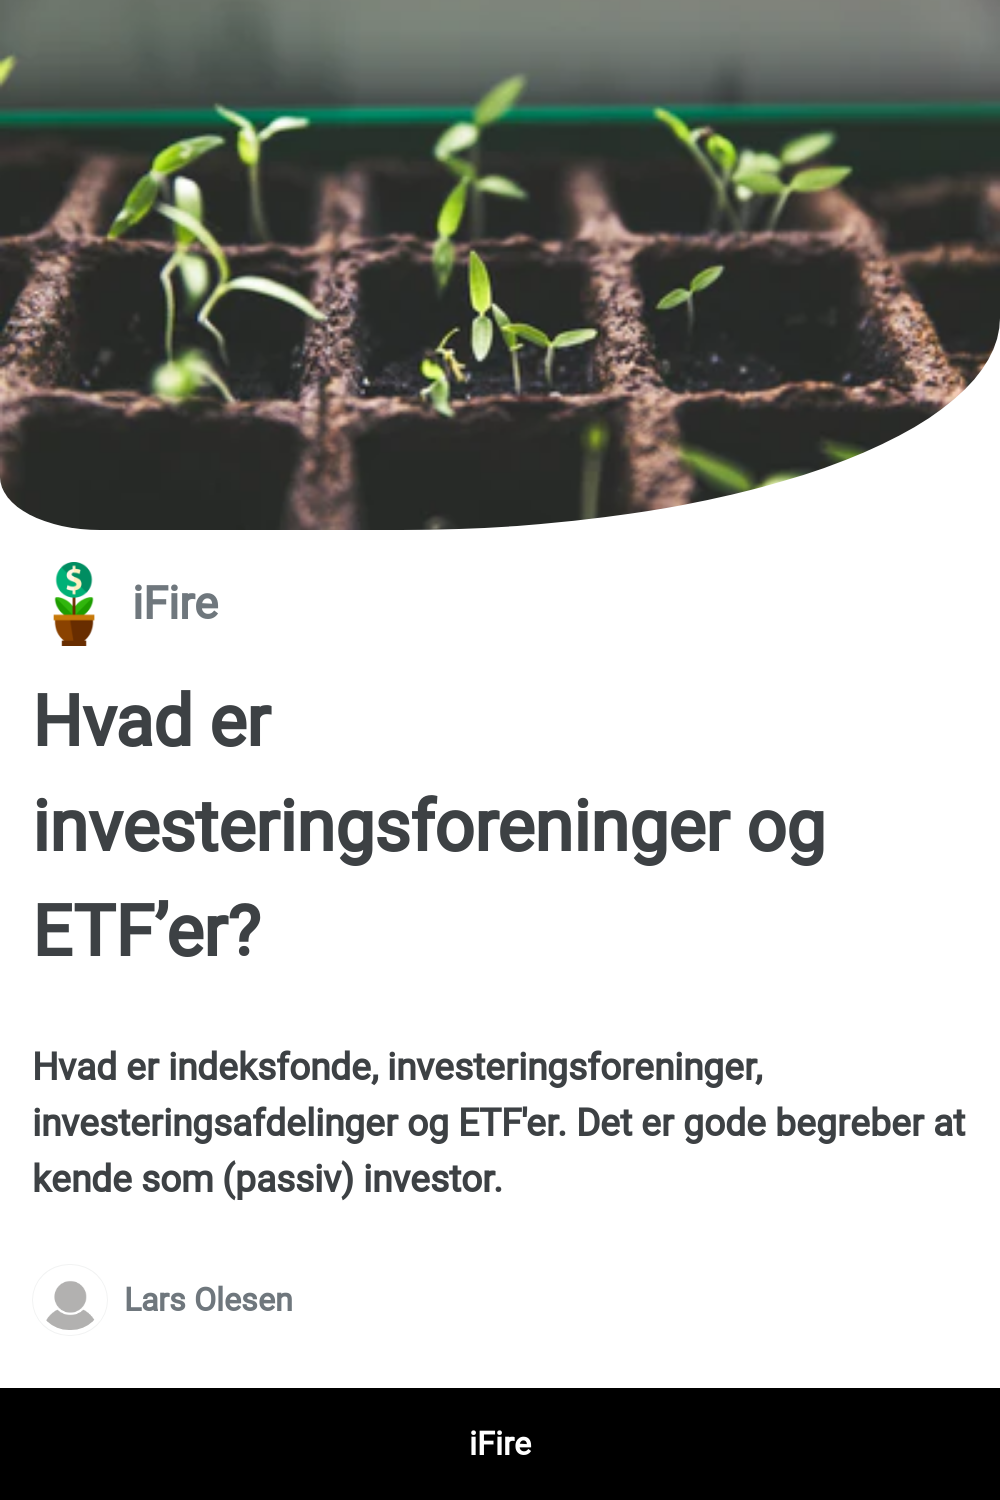 $
iFire
Hvad er
investeringsforeninger og
ETF’er?
Hvad er indeksfonde, investeringsforeninger,
investeringsafdelinger og ETF'er. Det er gode begreber at
kende som (passiv) investor.
Lars Olesen
iFire